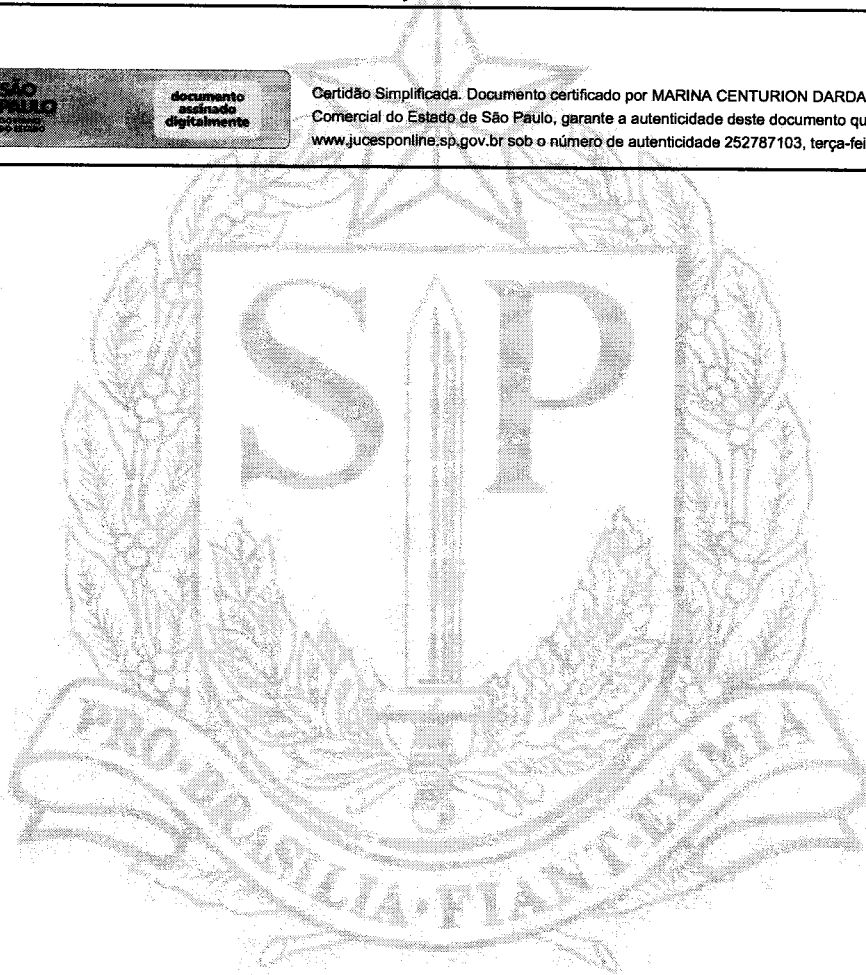 SÃO PAULO
documento
assinado
digitalmente
Certidão Simplificada. Documento certificado por MARINA CENTURION DARDA
Comercial do Estado de São Paulo, garante a autenticidade deste documento qu
www.jucesponline.sp.gov.br sob o número de autenticidade 252787103, terça-fei
S P
PRO·BRASILIA·FIANT·EXIMIA